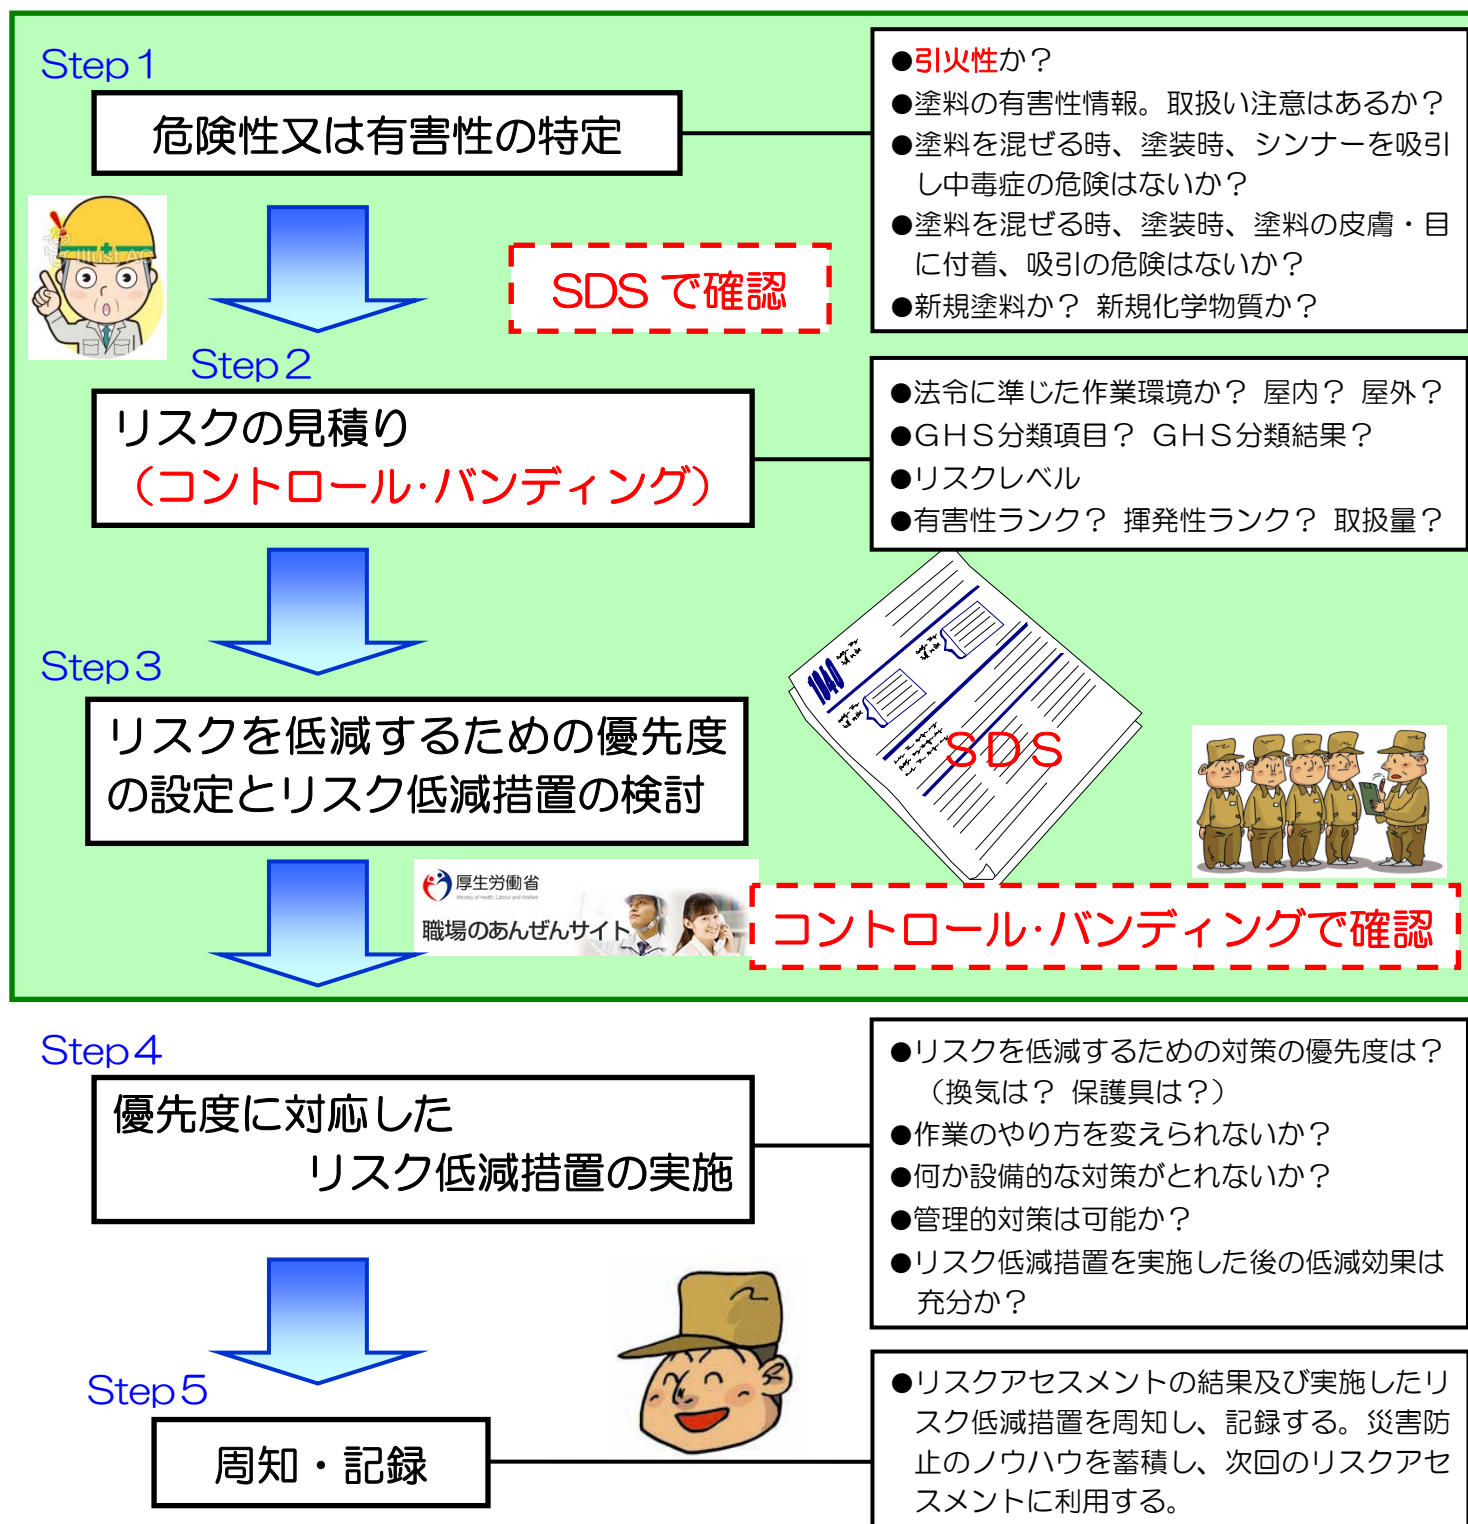 Step1
危険性又は有害性の特定
●引火性か？
●塗料の有害性情報。取扱い注意はあるか？
●塗料を混ぜる時、塗装時、シンナーを吸引
し中毒症の危険はないか？
●塗料を混ぜる時、塗装時、塗料の皮膚・目
に付着、吸引の危険はないか？
●新規塗料か？ 新規化学物質か？
SDSで確認
Step2
リスクの見積り
（コントロール・バンディング）
●法令に準じた作業環境か？ 屋内？ 屋外？
●ＧＨＳ分類項目？ ＧＨＳ分類結果？
●リスクレベル
●有害性ランク？ 揮発性ランク？ 取扱量？
Step3
リスクを低減するための優先度
の設定とリスク低減措置の検討
1040
ＳＤＳ
厚生労働省
Ministry of Health, Labour and Welfare
職場のあんぜんサイト
コントロール・バンディングで確認
Step4
優先度に対応した
リスク低減措置の実施
●リスクを低減するための対策の優先度は？
（換気は？ 保護具は？）
●作業のやり方を変えられないか？
●何か設備的な対策がとれないか？
●管理的対策は可能か？
●リスク低減措置を実施した後の低減効果は
充分か？
Step5
周知・記録
●リスクアセスメントの結果及び実施したリ
スク低減措置を周知し、記録する。災害防
止のノウハウを蓄積し、次回のリスクアセ
スメントに利用する。